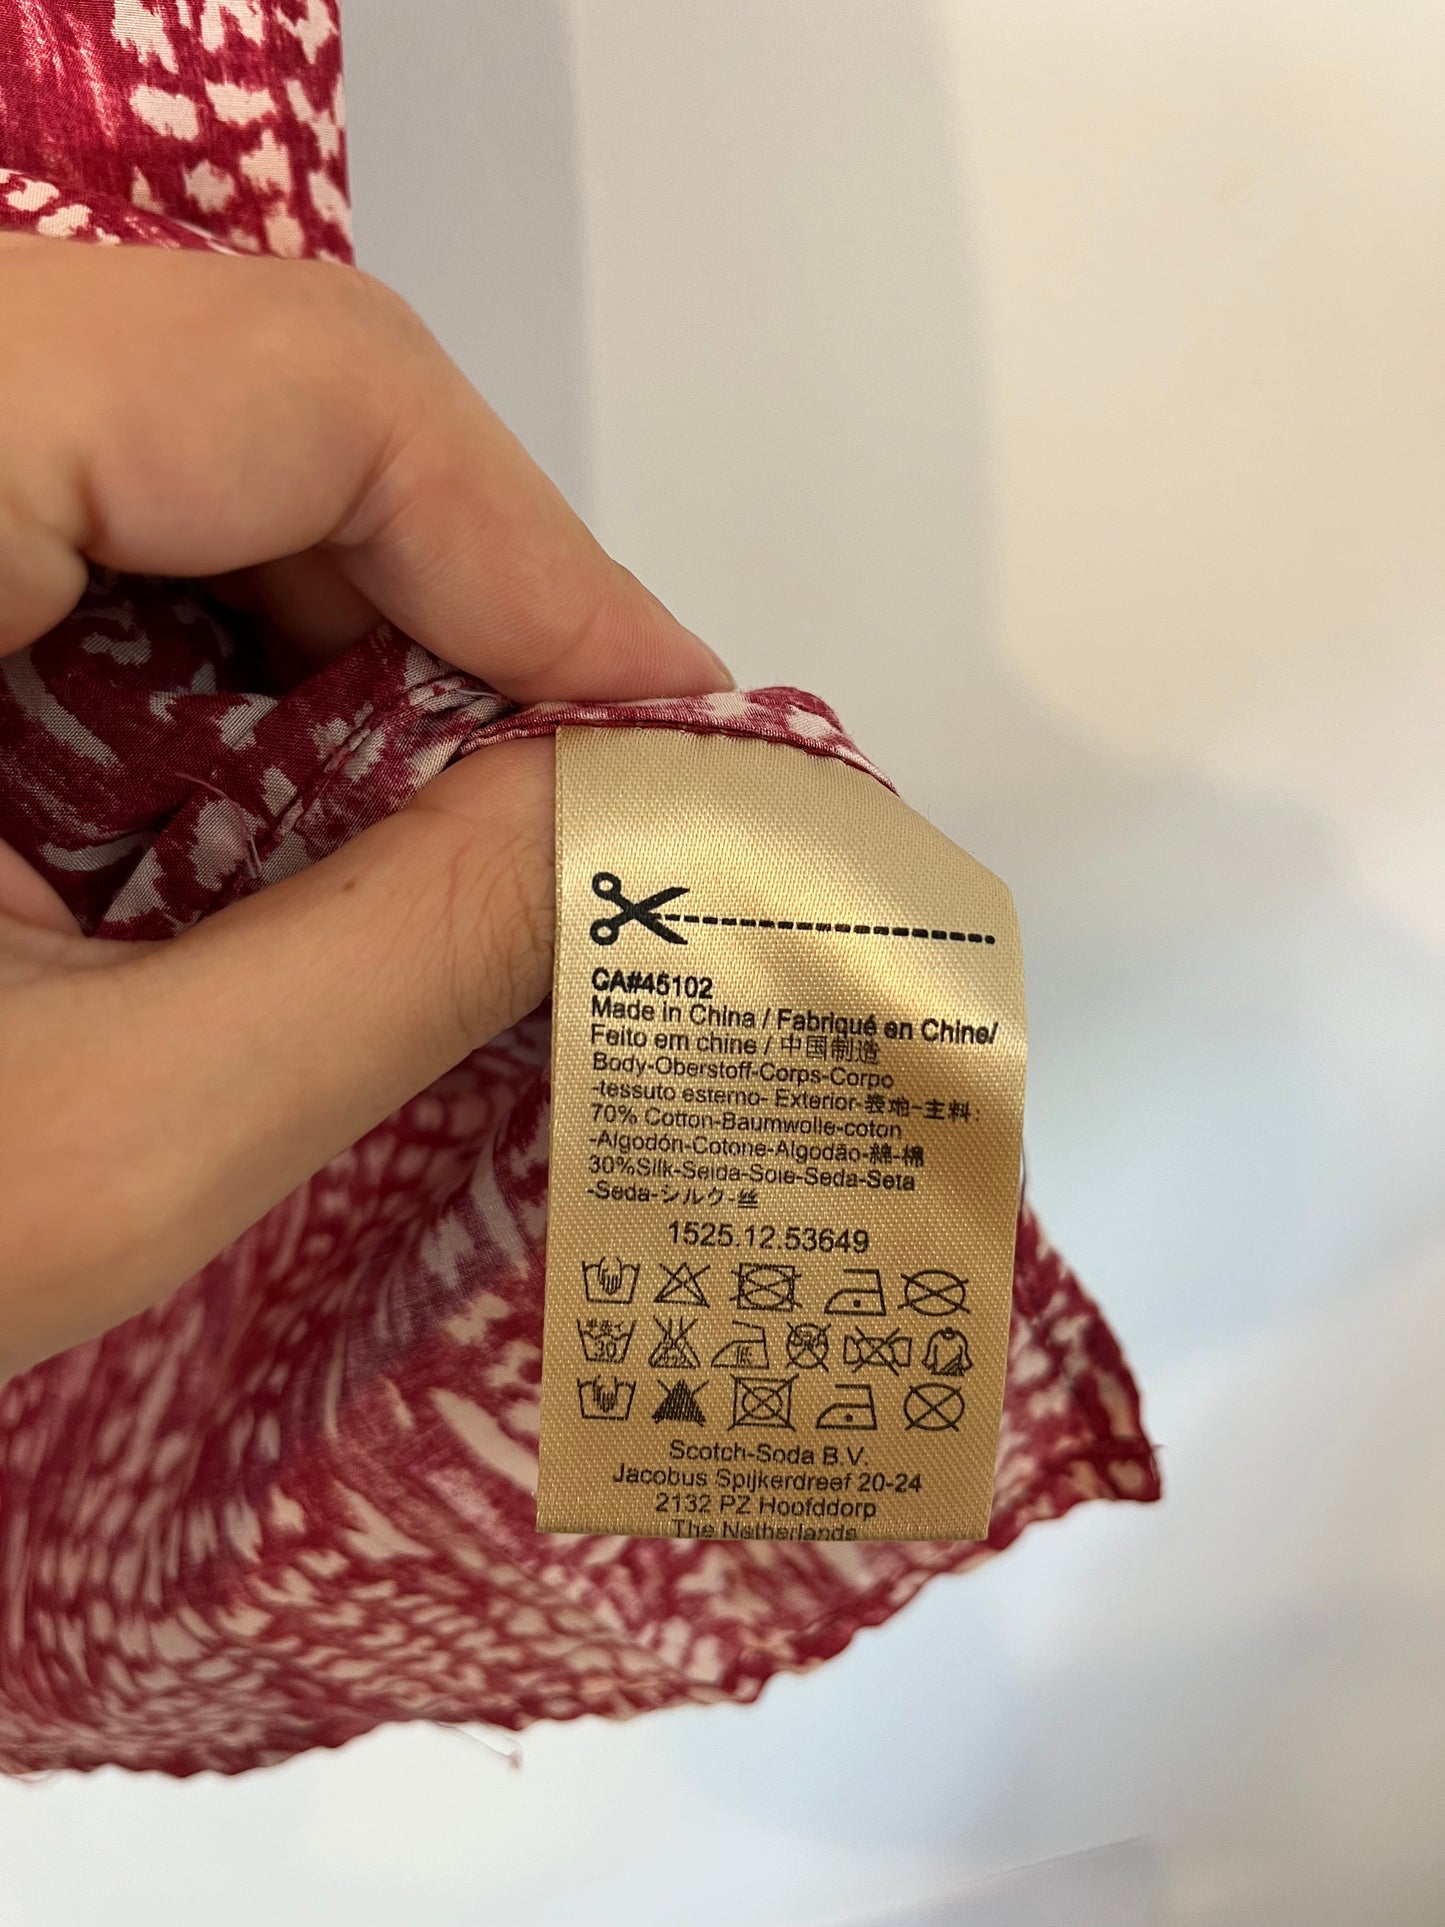 CA#45102
Made in China / Fabriqué en Chine/
Feito em chine / 中国制造
Body-Oberstoff-Corps-Corpo
-tessuto esterno- Exterior-表地-主料:
70% Cotton-Baumwolle-coton
-Algodón-Cotone-Algodão-綿-棉
30%Silk-Seida-Soie-Seda-Seta
-Seda-シルク-丝
1525.12.53649
30
低
Scotch-Soda B.V.
Jacobus Spijkerdreef 20-24
2132 PZ Hoofddorp
The Netherlands